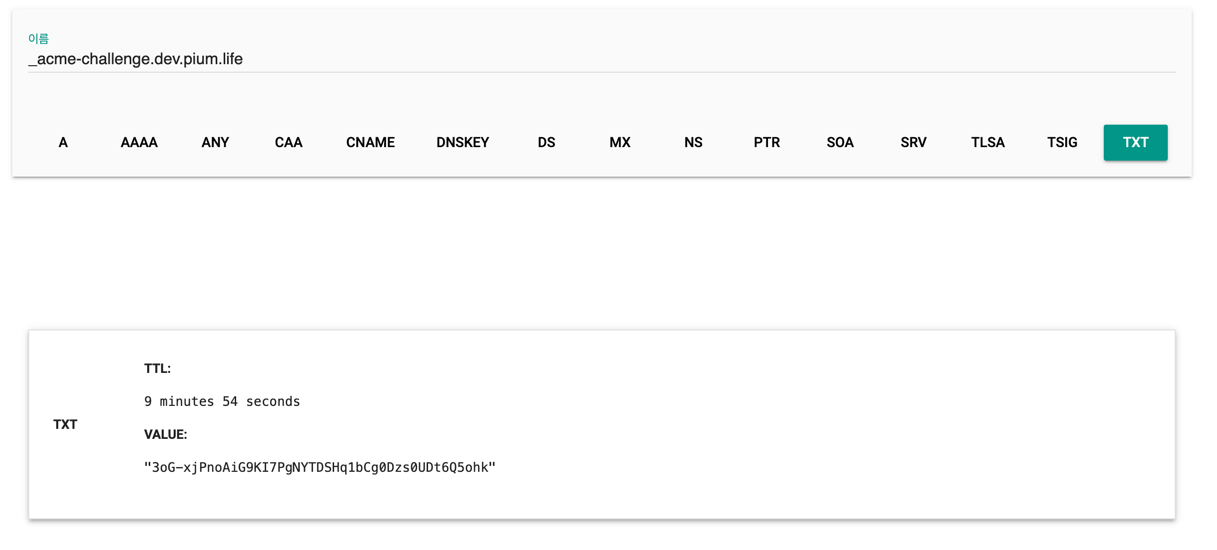 이름
_acme-challenge.dev.pium.life
A AAAA ANY CAA CNAME DNSKEY DS MX NS PTR SOA SRV TLSA TSIG TXT
TTL:
9 minutes 54 seconds
TXT
VALUE:
"3oG-xjPnoAiG9KI7PgNYTDSHq1bCg0Dzs0UDt6Q5ohk"